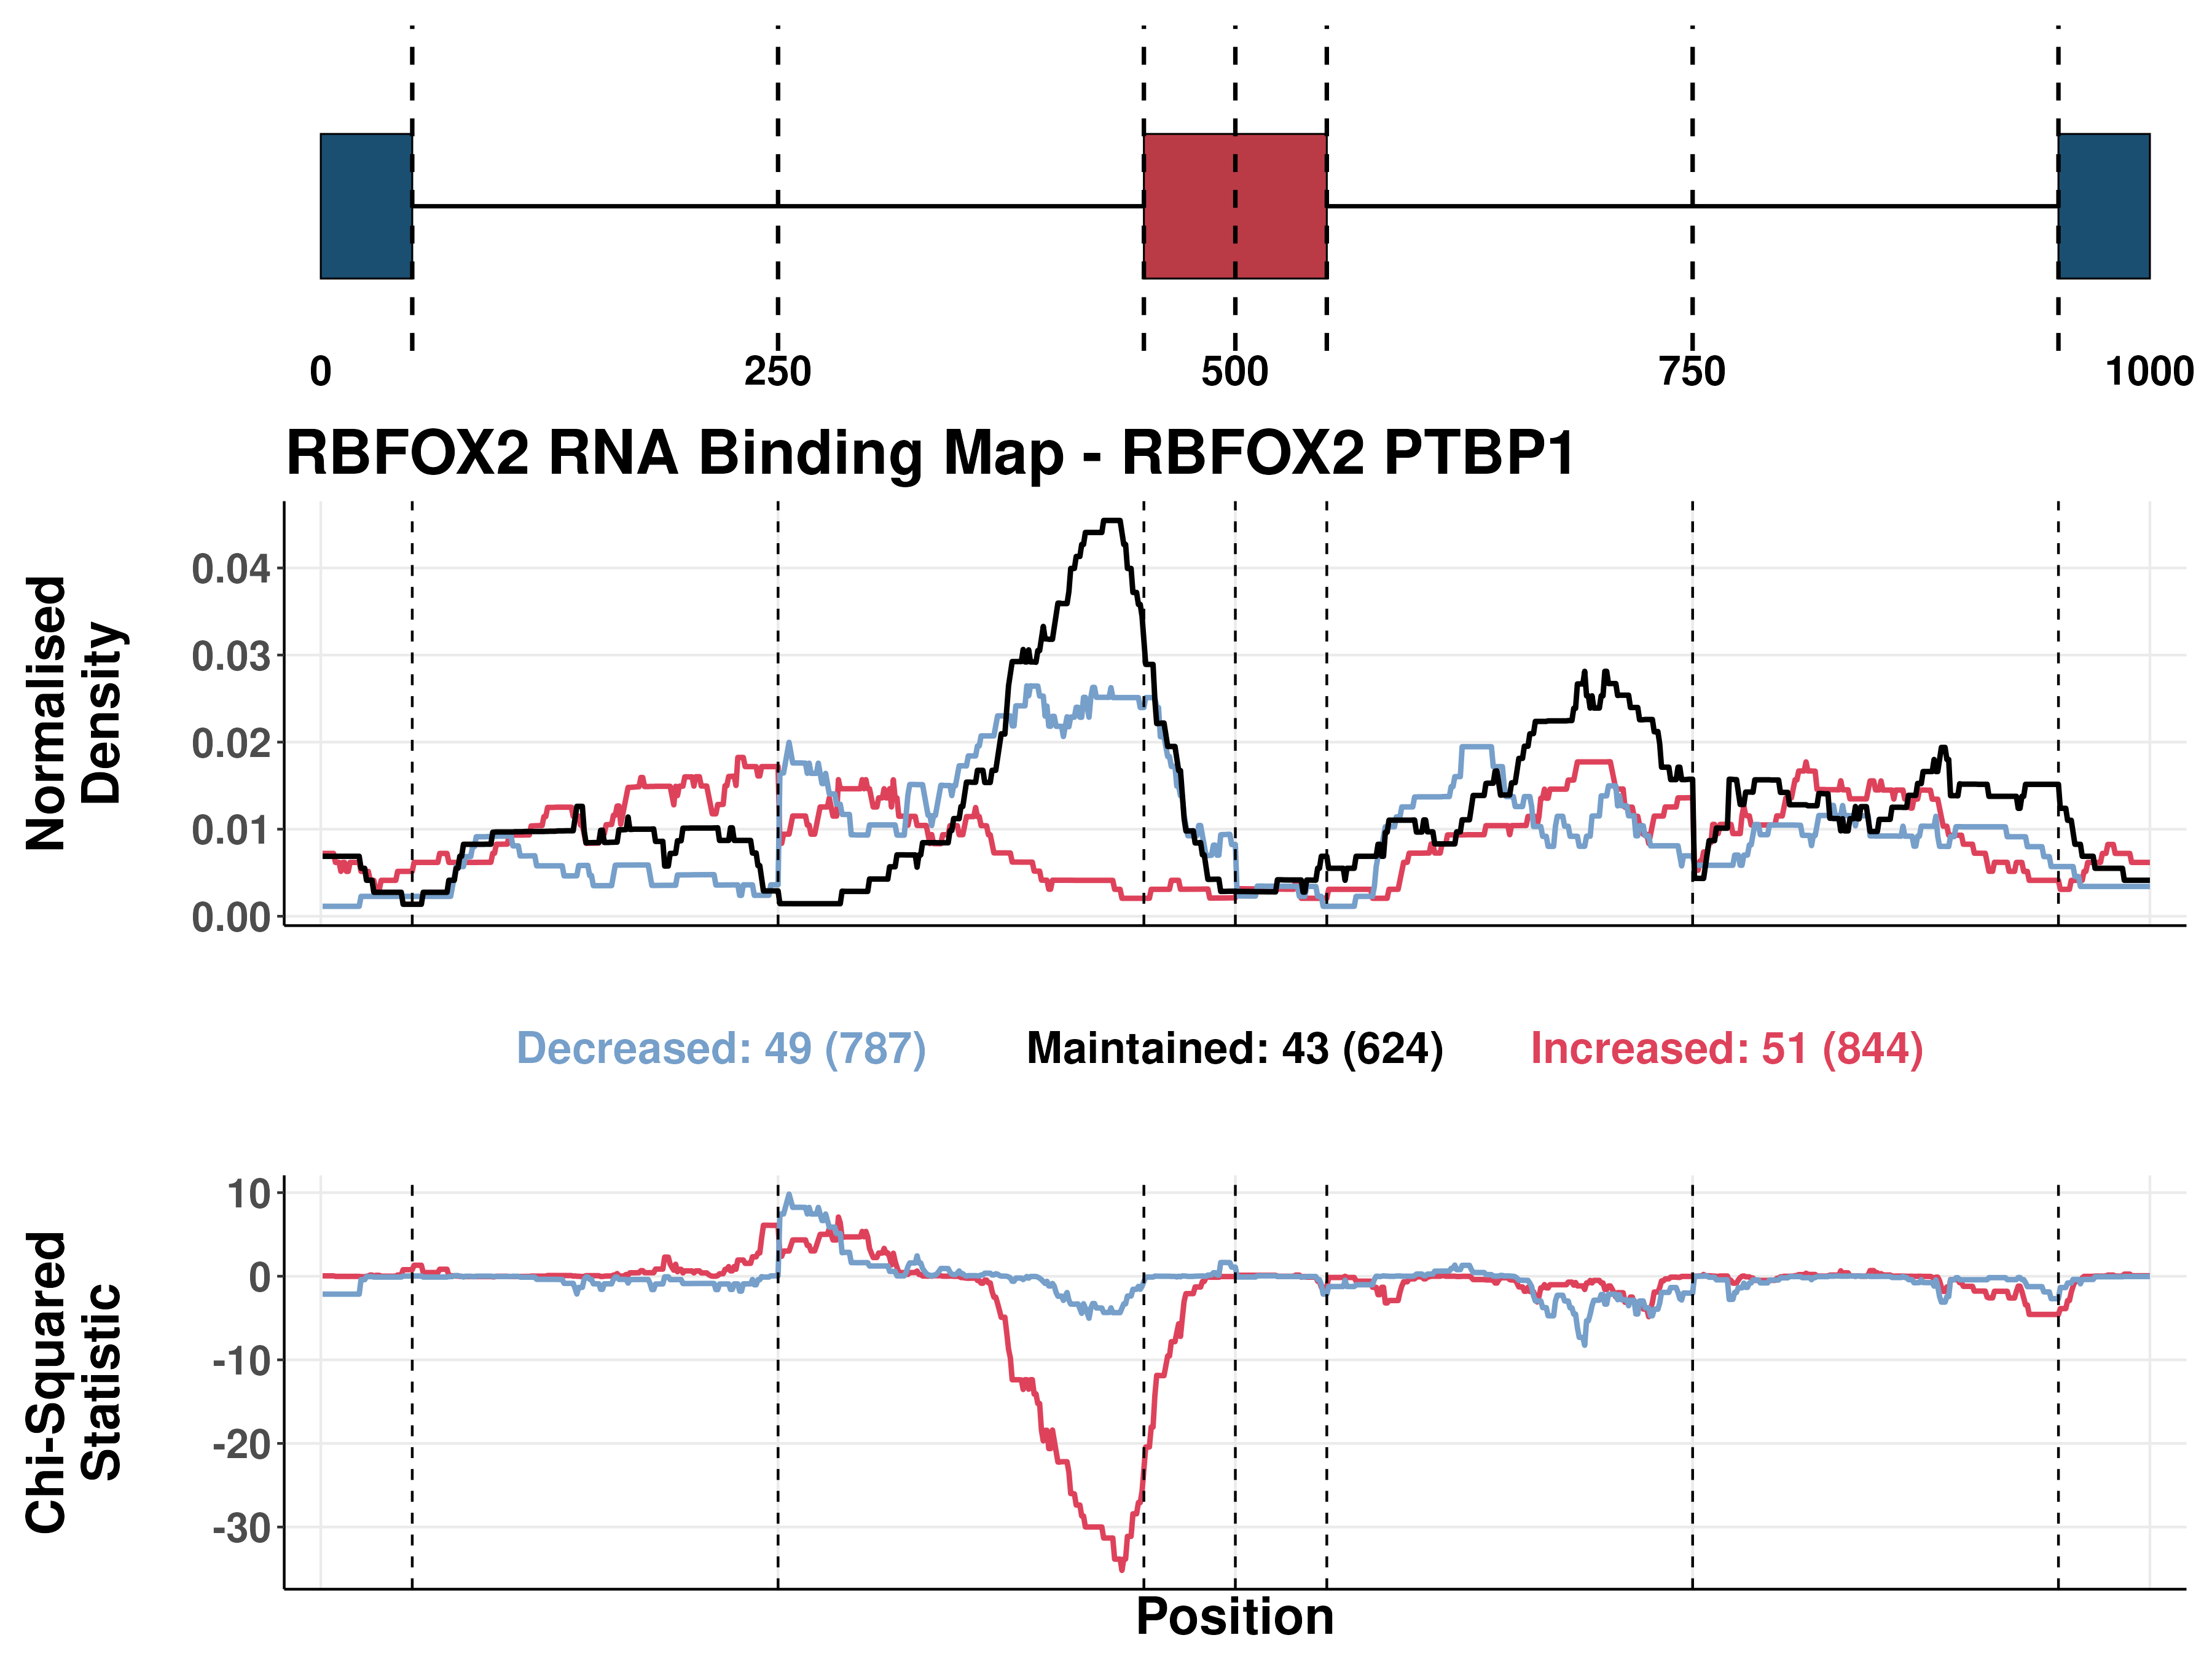 0 250 500 750 1000
RBFOX2 RNA Binding Map - RBFOX2 PTBP1
Normalised
Density
0.04
0.03
0.02
0.01
0.00
Decreased: 49 (787) Maintained: 43 (624) Increased: 51 (844)
Chi-Squared
Statistic
10
0
-10
-20
-30
Position